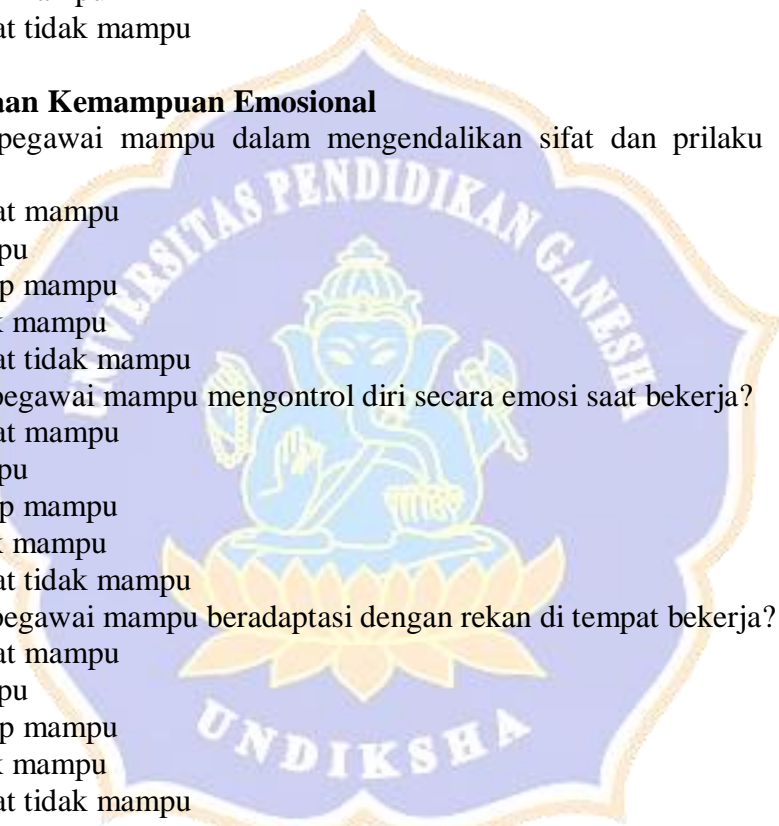 at tidak mampu
aan Kemampuan Emosional
pegawai mampu dalam mengendalikan sifat dan prilaku
at mampu
pu
p mampu
k mampu
at tidak mampu
pegawai mampu mengontrol diri secara emosi saat bekerja?
at mampu
pu
p mampu
k mampu
at tidak mampu
pegawai mampu beradaptasi dengan rekan di tempat bekerja?
at mampu
pu
p mampu
k mampu
at tidak mampu
UNIVERSITAS PENDIDIKAN GANESHA
UNDIKSHA